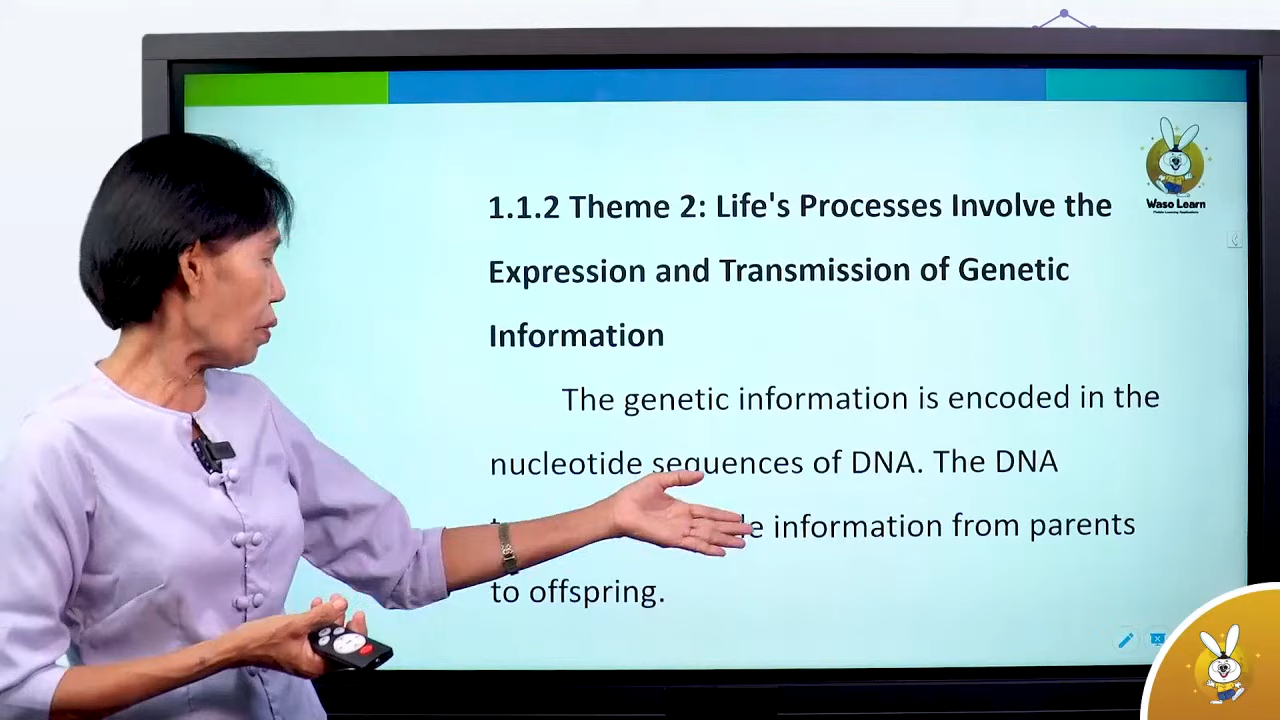 1.1.2 Theme 2: Life's Processes Involve the
Expression and Transmission of Genetic
Information
The genetic information is encoded in the
nucleotide sequences of DNA. The DNA
information from parents
to offspring.
Waso Learn